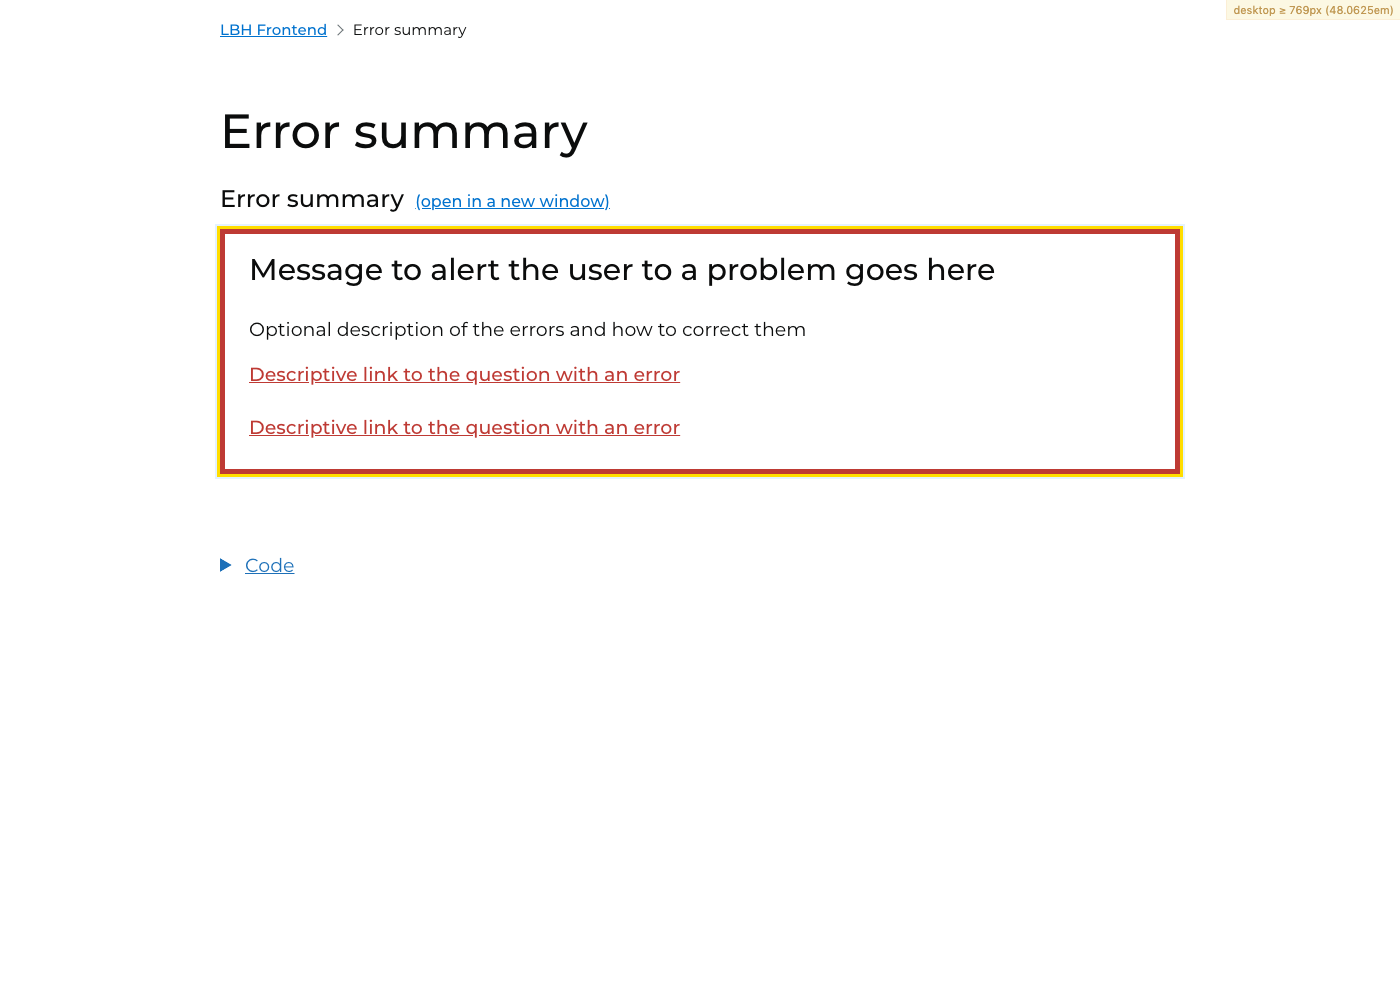 desktop ≥ 769px (48.0625em)
LBH Frontend Error summary
Error summary
Error summary (open in a new window)
Message to alert the user to a problem goes here
Optional description of the errors and how to correct them
Descriptive link to the question with an error
Descriptive link to the question with an error
Code